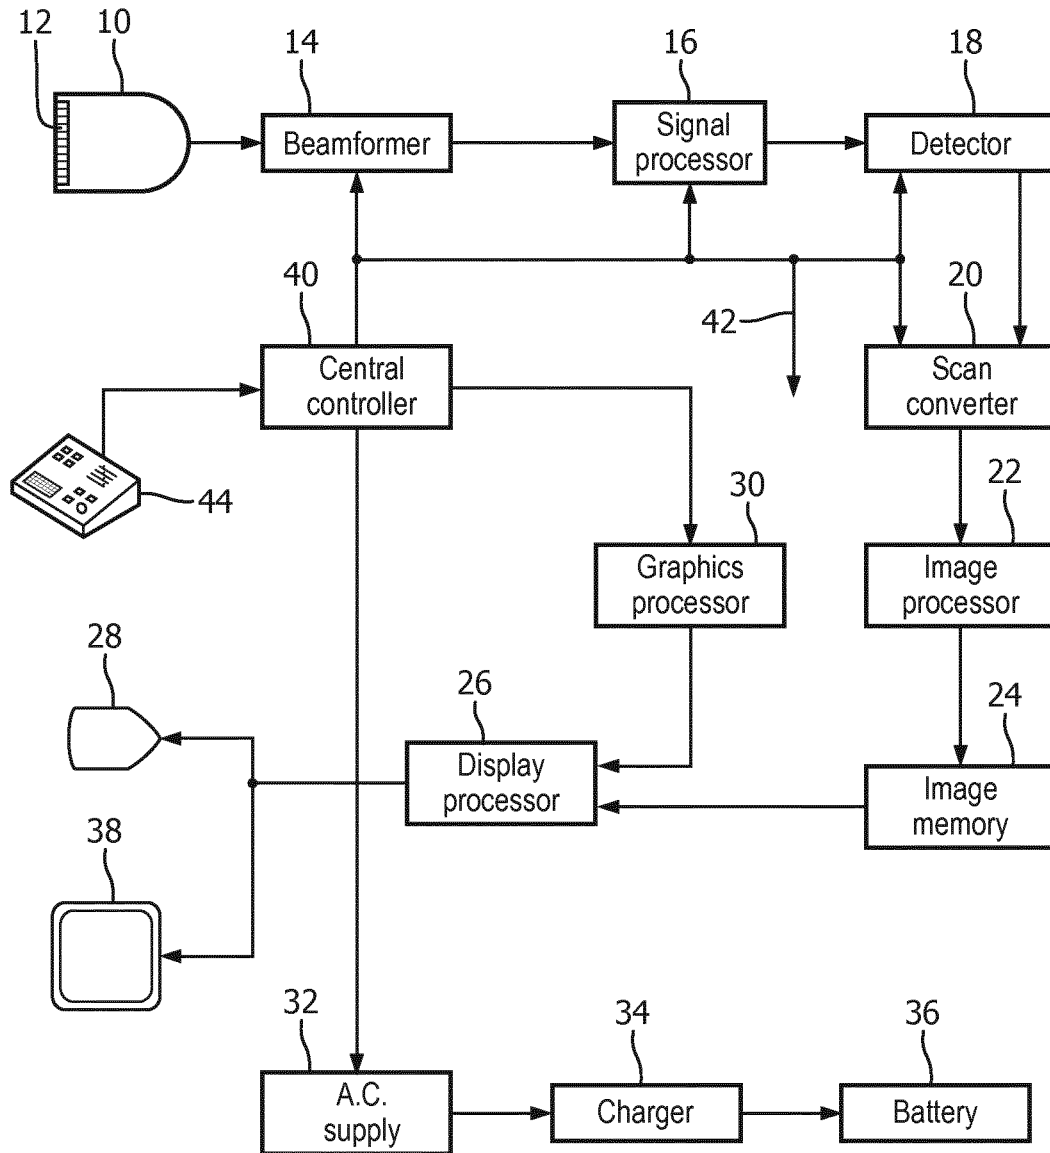 12
10
14
16
18
Beamformer
Signal
processor
Detector
40
42
20
Central
controller
Scan
converter
44
30
22
Graphics
processor
Image
processor
28
26
24
Display
processor
Image
memory
38
32
34
36
A.C.
supply
Charger
Battery